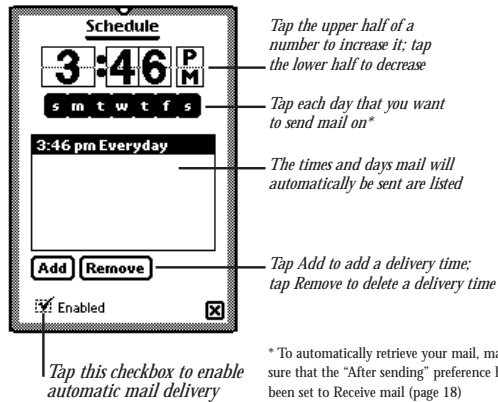 Schedule
3:46 PM
s m t w t f s
3:46 pm Everyday
Add Remove
Enabled
Tap the upper half of a
number to increase it; tap
the lower half to decrease
Tap each day that you want
to send mail on*
The times and days mail will
automatically be sent are listed
Tap Add to add a delivery time;
tap Remove to delete a delivery time
Tap this checkbox to enable
automatic mail delivery
* To automatically retrieve your mail,
sure that the “After sending” preference
been set to Receive mail (page 18)